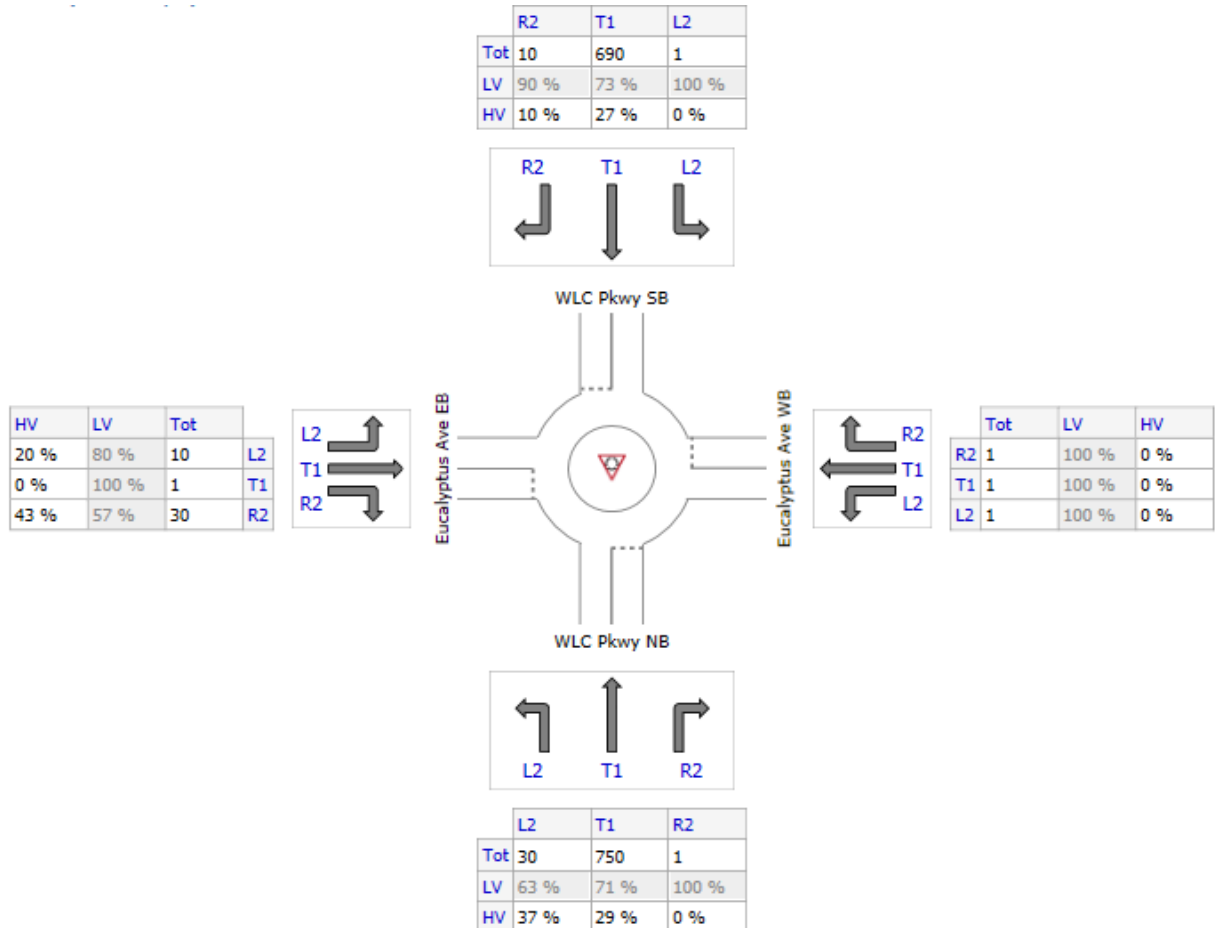 R2 T1 L2
Tot 10 690 1
LV 90 % 73 % 100 %
HV 10 % 27 % 0 %
R2 T1 L2
WLC Pkwy SB
HV LV Tot
20 % 80 % 10 L2
0 % 100 % 1 T1
43 % 57 % 30 R2
L2
T1
R2
Eucalyptus Ave EB
Eucalyptus Ave WB
R2
T1
L2
Tot LV HV
R2 1 100 % 0 %
T1 1 100 % 0 %
L2 1 100 % 0 %
WLC Pkwy NB
L2 T1 R2
L2 T1 R2
Tot 30 750 1
LV 63 % 71 % 100 %
HV 37 % 29 % 0 %